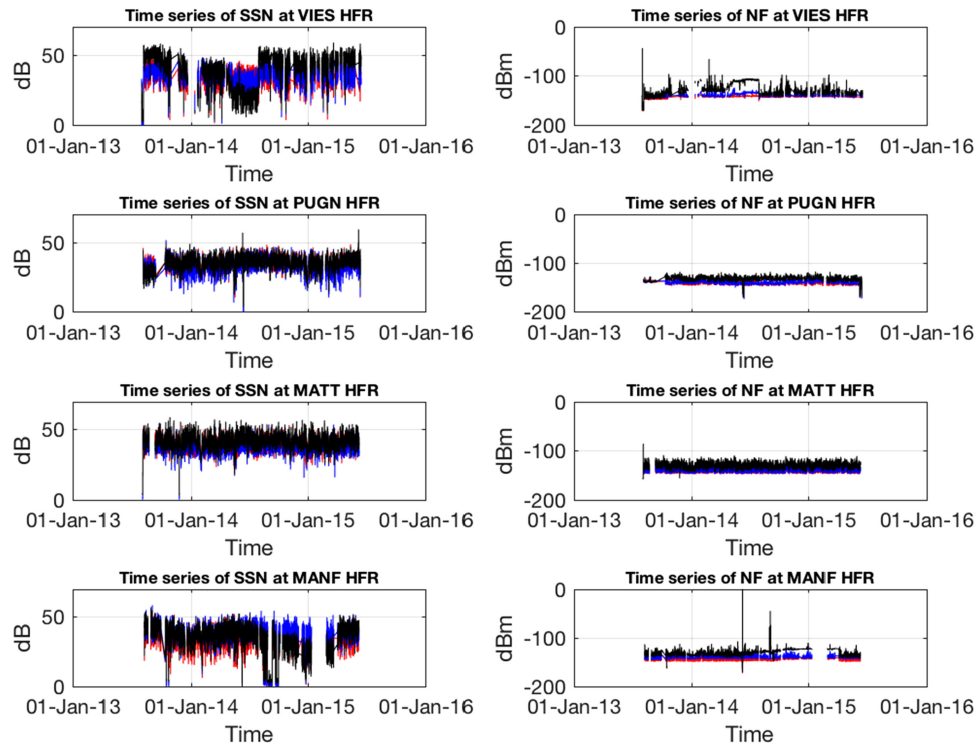 Time series of SSN at VIES HFR
50
dB
0
01-Jan-13 01-Jan-14 01-Jan-15 01-Jan-16
Time
Time series of NF at VIES HFR
0
dBm
-100
-200
01-Jan-13 01-Jan-14 01-Jan-15 01-Jan-16
Time
Time series of SSN at PUGN HFR
50
dB
0
01-Jan-13 01-Jan-14 01-Jan-15 01-Jan-16
Time
Time series of NF at PUGN HFR
0
dBm
-100
-200
01-Jan-13 01-Jan-14 01-Jan-15 01-Jan-16
Time
Time series of SSN at MATT HFR
50
dB
0
01-Jan-13 01-Jan-14 01-Jan-15 01-Jan-16
Time
Time series of NF at MATT HFR
0
dBm
-100
-200
01-Jan-13 01-Jan-14 01-Jan-15 01-Jan-16
Time
Time series of SSN at MANF HFR
50
dB
0
01-Jan-13 01-Jan-14 01-Jan-15 01-Jan-16
Time
Time series of NF at MANF HFR
0
dBm
-100
-200
01-Jan-13 01-Jan-14 01-Jan-15 01-Jan-16
Time